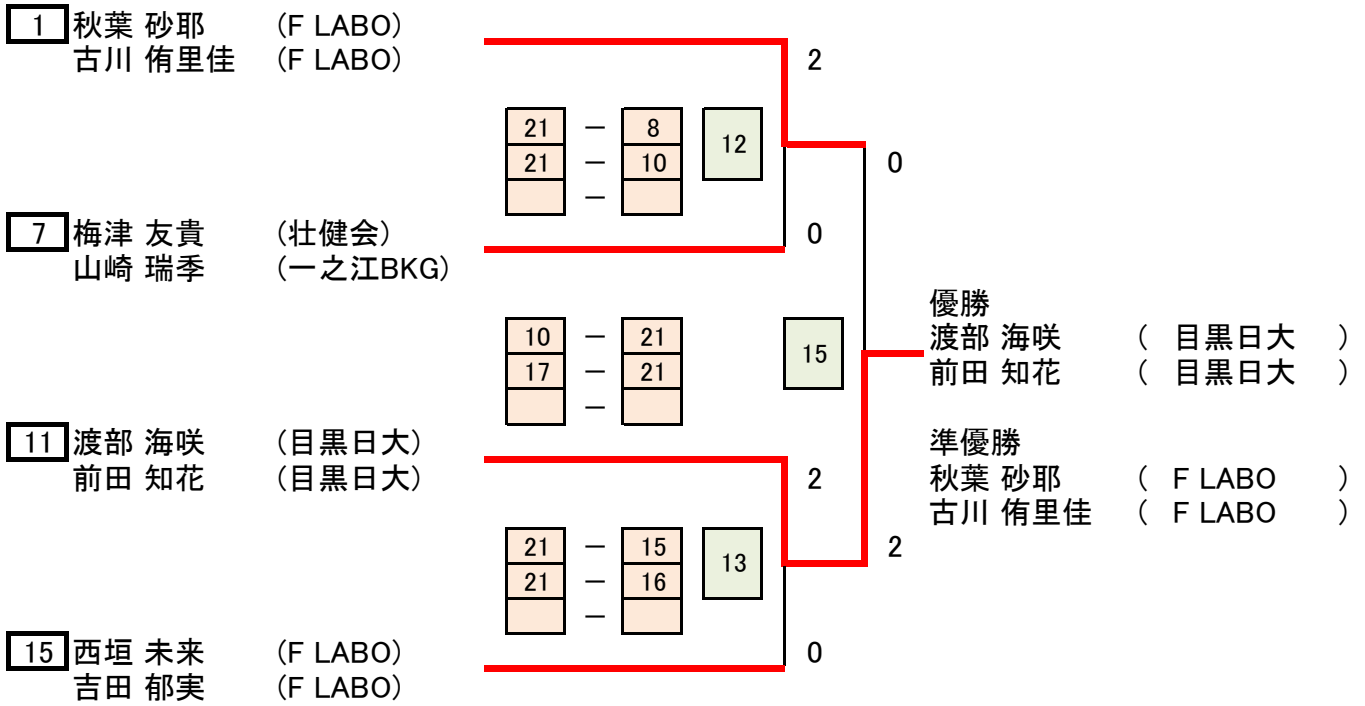 1 秋葉 砂耶 (F LABO)
古川 侑里佳 (F LABO)
2
21 － 8
12
21 － 10
－
0
7 梅津 友貴 (壮健会)
山崎 瑞季 (一之江BKG)
0
優勝
渡部 海咲 ( 目黒日大 )
前田 知花 ( 目黒日大 )
10 － 21
15
17 － 21
－
11 渡部 海咲 (目黒日大)
前田 知花 (目黒日大)
2
準優勝
秋葉 砂耶 ( F LABO )
古川 侑里佳 ( F LABO )
21 － 15
13
21 － 16
－
2
15 西垣 未来 (F LABO)
吉田 郁実 (F LABO)
0